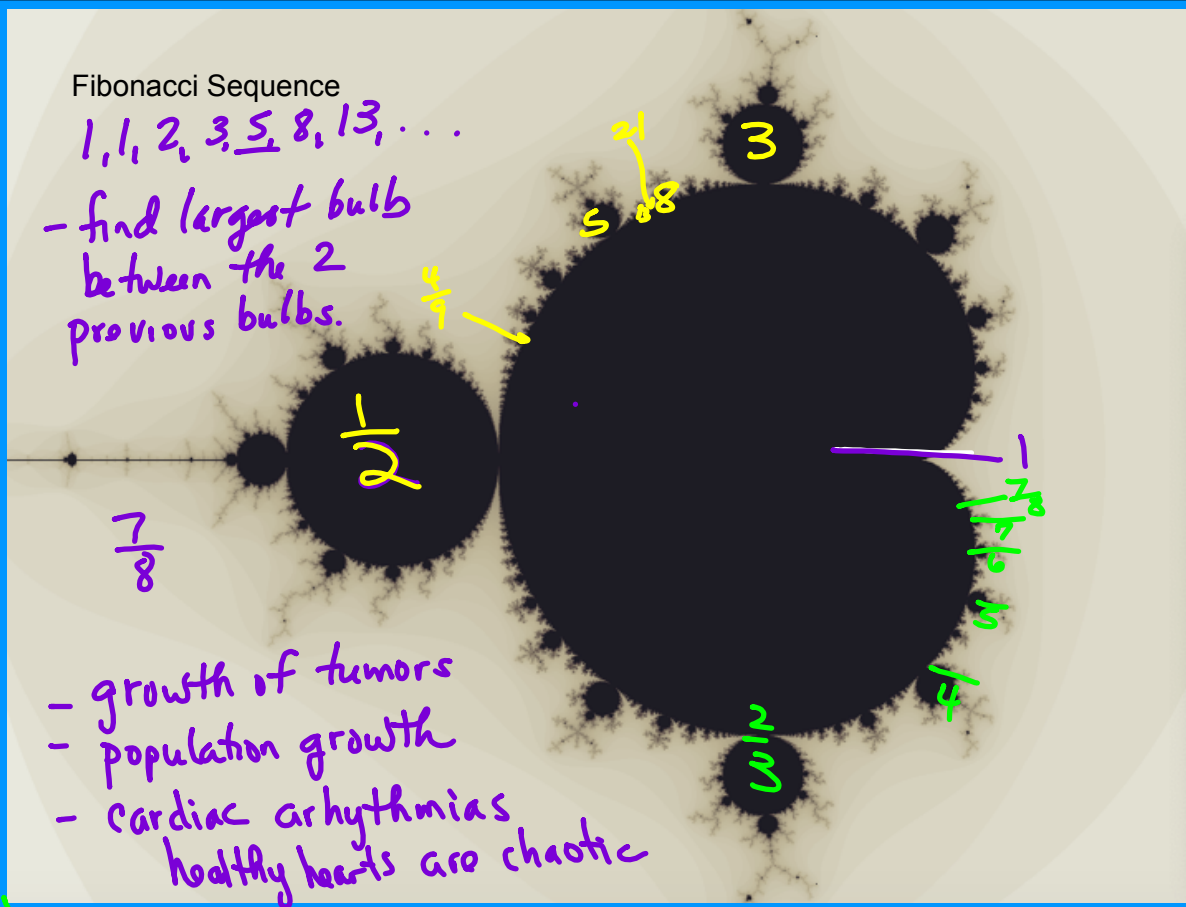 Fibonacci Sequence
1, 1, 2, 3, 5, 8, 13, ...
- find largest bulb
between the 2
previous bulbs.
21
3
5
8
4/9
1/2
1
7/8
7
6
5
4
2/3
7/8
- growth of tumors
- population growth
- cardiac arhythmias
healthy hearts are chaotic